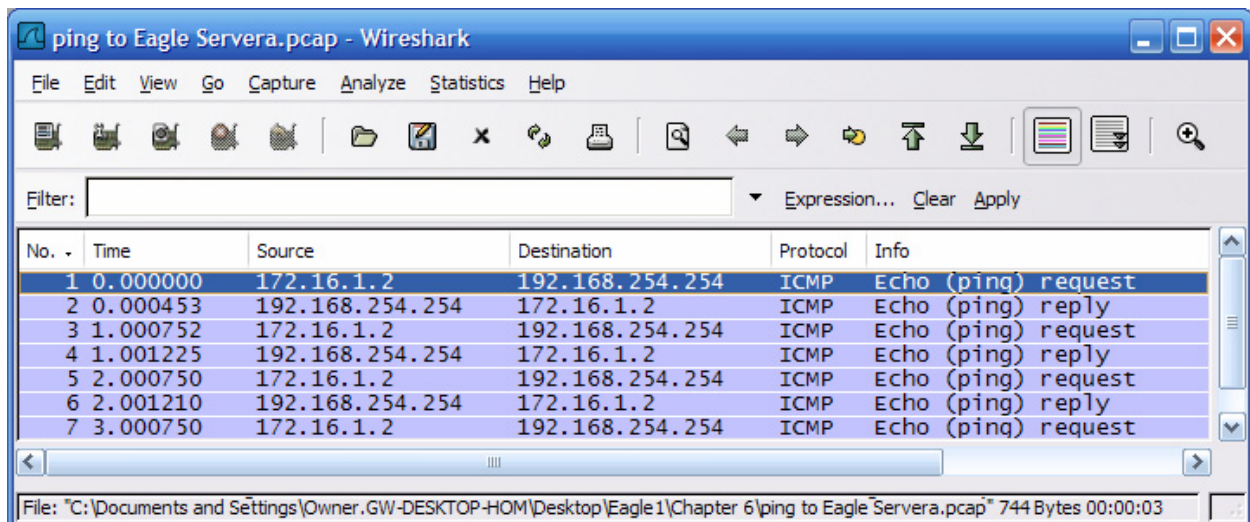 ping to Eagle Servera.pcap - Wireshark
File Edit View Go Capture Analyze Statistics Help
Filter: Expression... Clear Apply
No. Time Source Destination Protocol Info
1 0.000000 172.16.1.2 192.168.254.254 ICMP Echo (ping) request
2 0.000453 192.168.254.254 172.16.1.2 ICMP Echo (ping) reply
3 1.000752 172.16.1.2 192.168.254.254 ICMP Echo (ping) request
4 1.001225 192.168.254.254 172.16.1.2 ICMP Echo (ping) reply
5 2.000750 172.16.1.2 192.168.254.254 ICMP Echo (ping) request
6 2.001210 192.168.254.254 172.16.1.2 ICMP Echo (ping) reply
7 3.000750 172.16.1.2 192.168.254.254 ICMP Echo (ping) request
File: "C:\Documents and Settings\Owner.GW-DESKTOP-HOM\Desktop\Eagle1\Chapter 6\ping to Eagle Servera.pcap" 744 Bytes 00:00:03